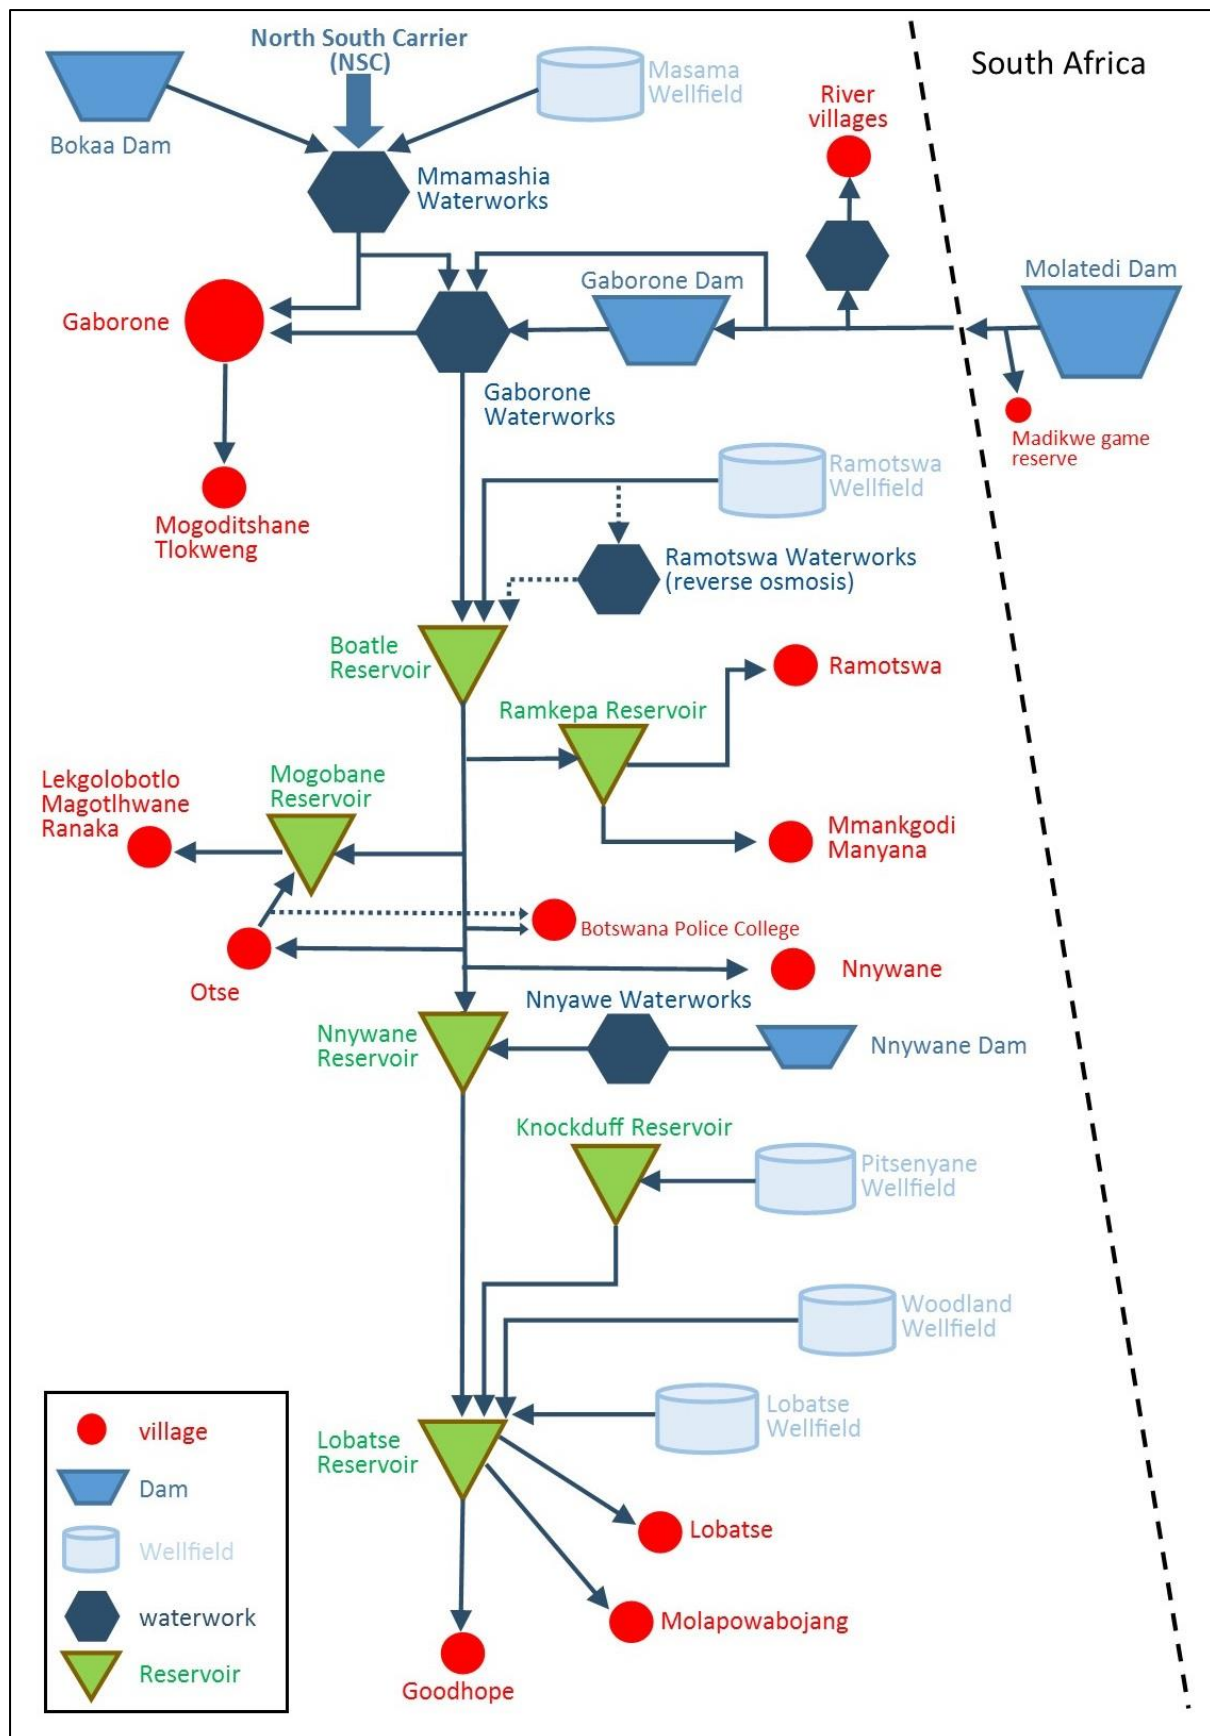 North South Carrier
(NSC)
South Africa
Masama
Wellfield
River
villages
Bokaa Dam
Mmamashia
Waterworks
Gaborone Dam
Molatedi Dam
Gaborone
Gaborone
Waterworks
Madikwe game
reserve
Ramotswa
Wellfield
Mogoditshane
Tlokweng
Ramotswa Waterworks
(reverse osmosis)
Boatle
Reservoir
Ramotswa
Ramkepa Reservoir
Lekgolobotlo
Magotlhwane
Ranaka
Mogobane
Reservoir
Mmankgodi
Manyana
Botswana Police College
Otse
Nnywane
Nnyawe Waterworks
Nnywane
Reservoir
Nnywane Dam
Knockduff Reservoir
Pitsenyane
Wellfield
Woodland
Wellfield
Lobatse
Wellfield
Lobatse
Reservoir
Lobatse
Molapowabojang
Goodhope
village
Dam
Wellfield
waterwork
Reservoir